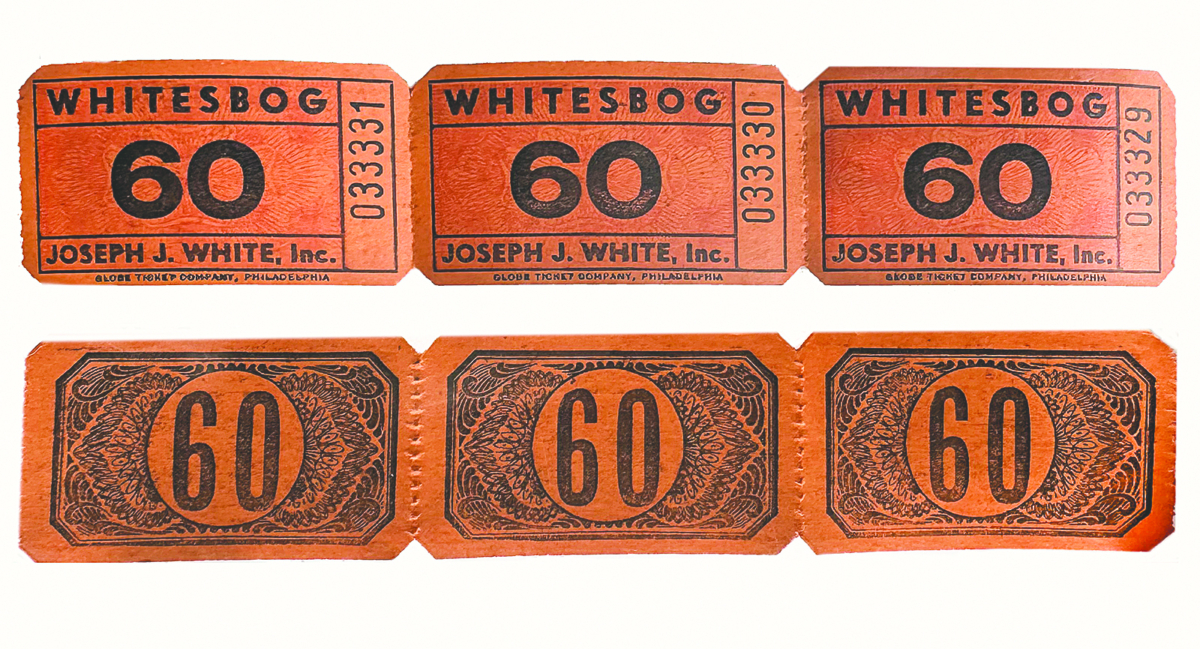 WHITESBOG
60
033331
JOSEPH J. WHITE, Inc.
GLOBE TICKET COMPANY, PHILADELPHIA
WHITESBOG
60
033330
JOSEPH J. WHITE, Inc.
GLOBE TICKET COMPANY, PHILADELPHIA
WHITESBOG
60
033329
JOSEPH J. WHITE, Inc.
GLOBE TICKET COMPANY, PHILADELPHIA
60
60
60